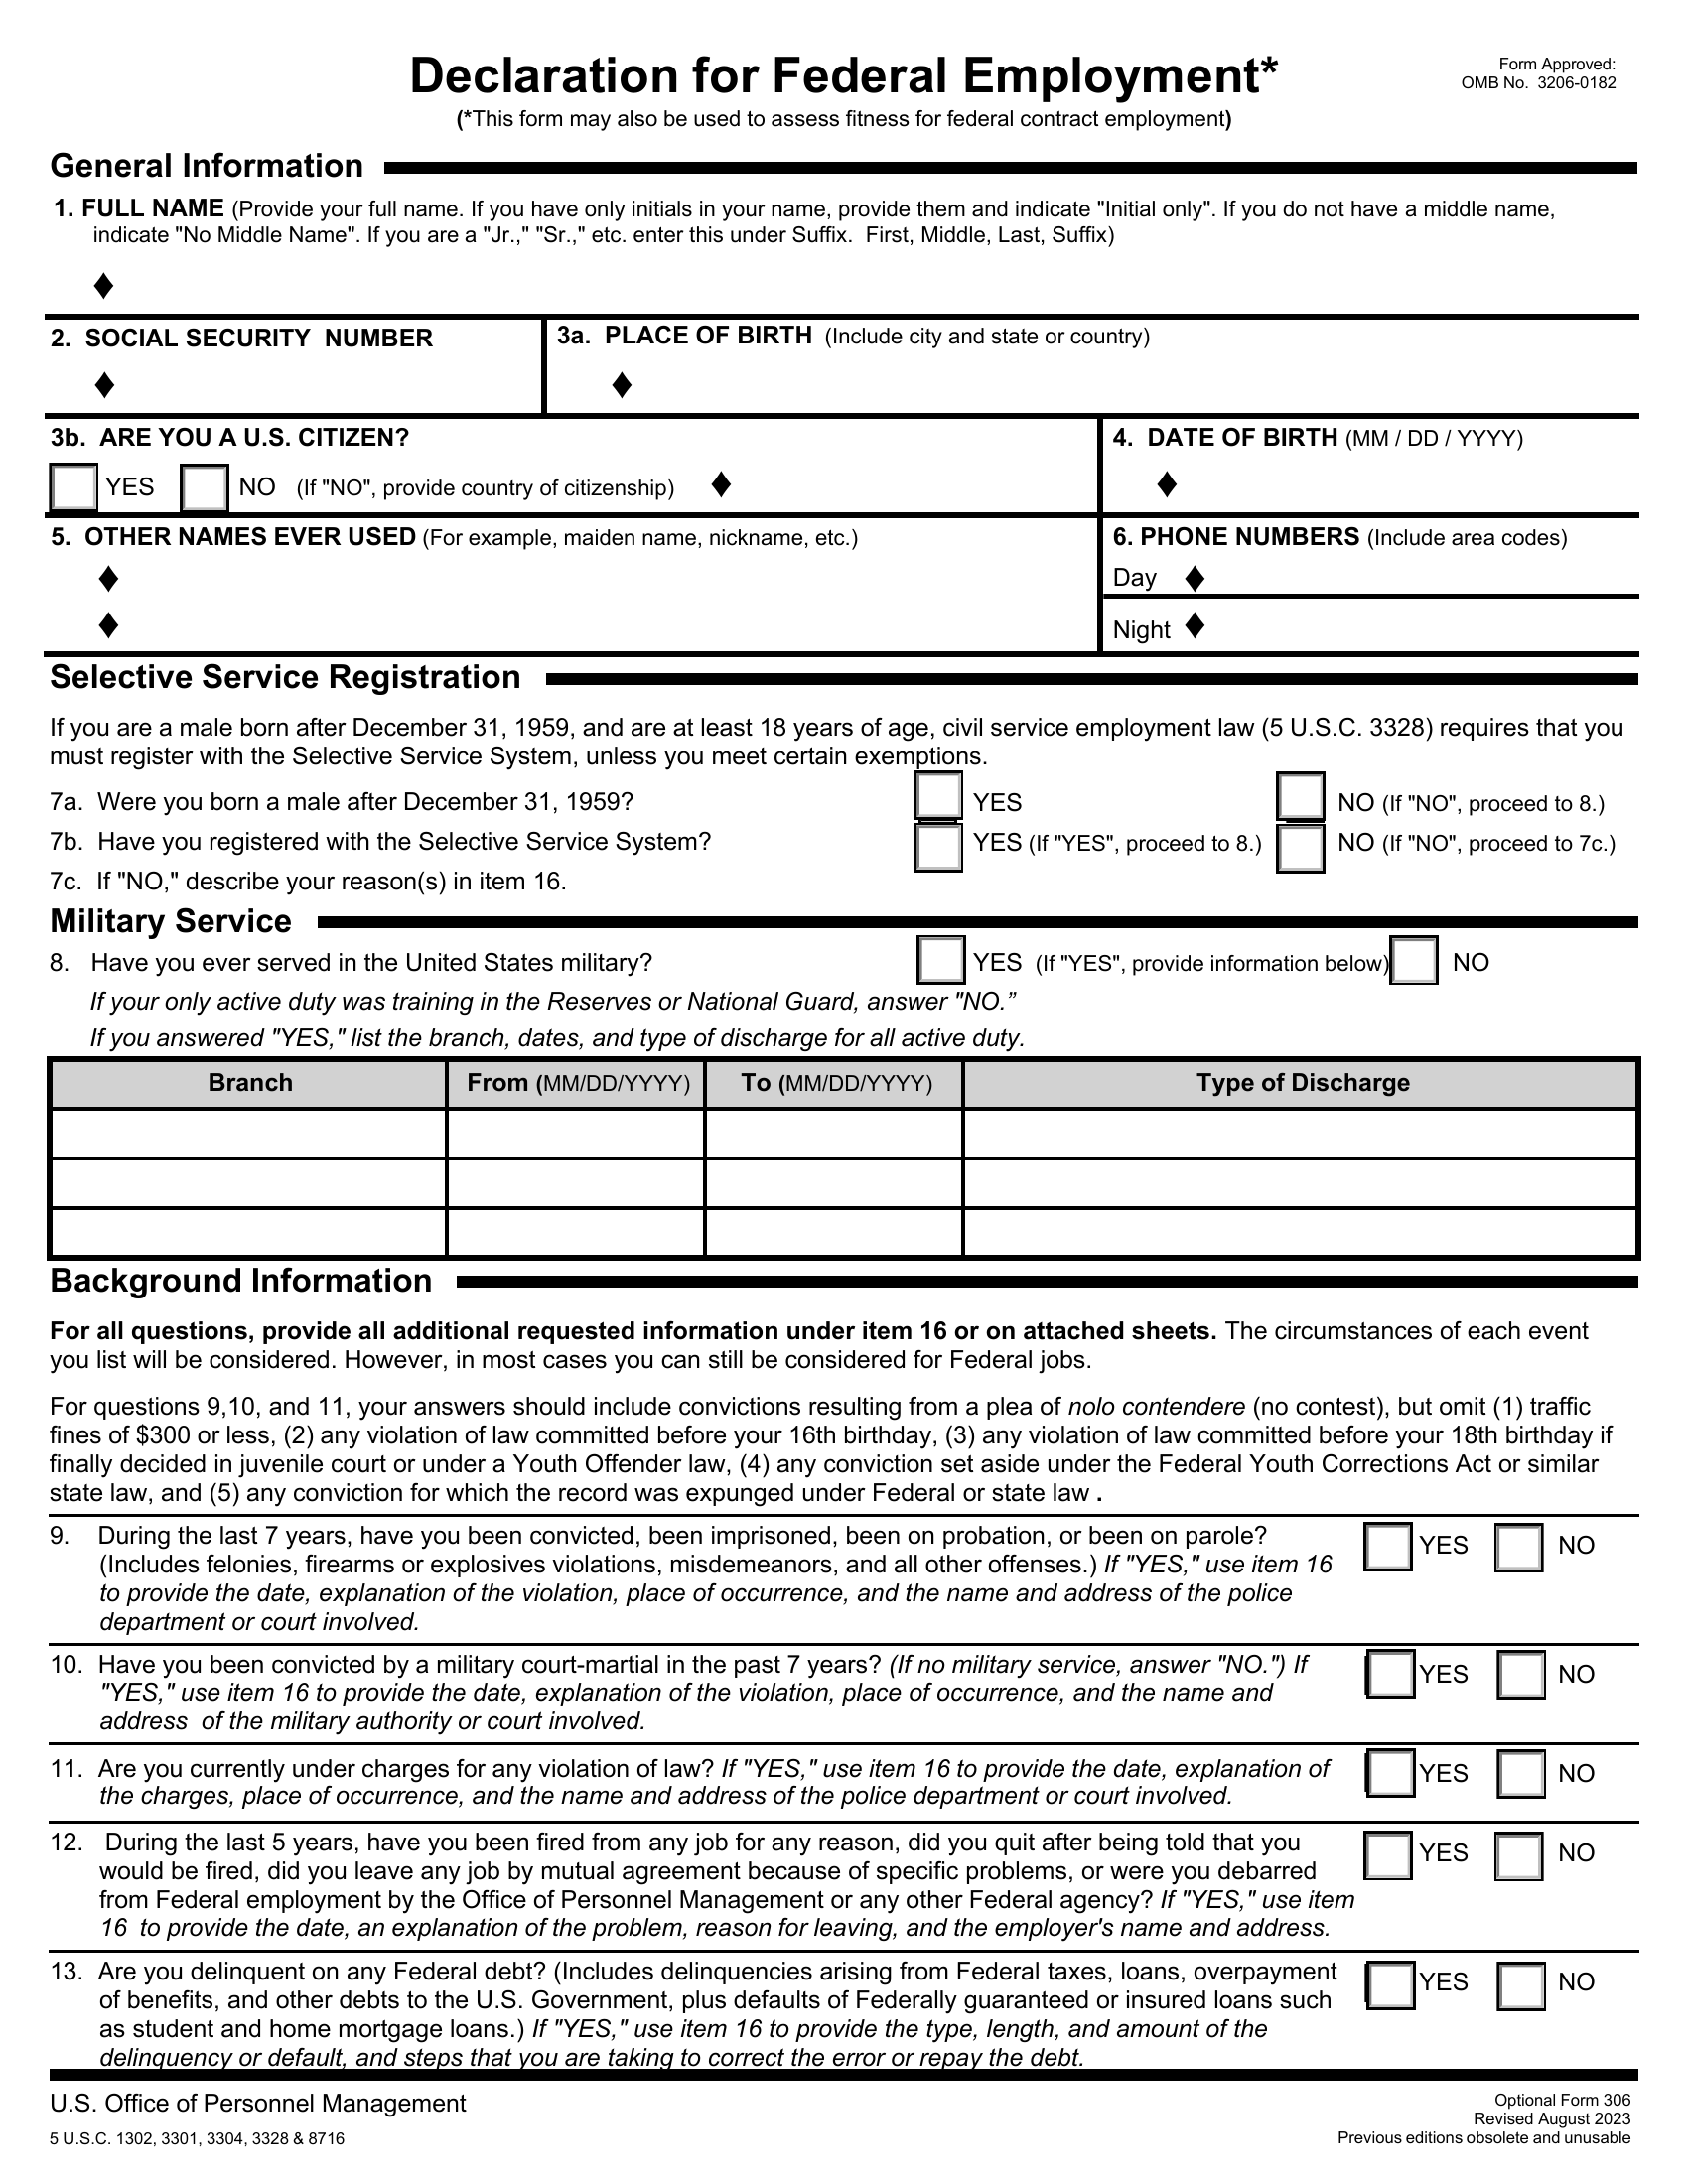 Declaration for Federal Employment*
Form Approved:
OMB No. 3206-0182
(*This form may also be used to assess fitness for federal contract employment)
General Information
1. FULL NAME (Provide your full name. If you have only initials in your name, provide them and indicate "Initial only". If you do not have a middle name,
indicate "No Middle Name". If you are a "Jr.," "Sr.," etc. enter this under Suffix. First, Middle, Last, Suffix)
♦
2. SOCIAL SECURITY NUMBER
♦
3a. PLACE OF BIRTH (Include city and state or country)
♦
3b. ARE YOU A U.S. CITIZEN?
YES NO (If "NO", provide country of citizenship) ♦
4. DATE OF BIRTH (MM / DD / YYYY)
♦
5. OTHER NAMES EVER USED (For example, maiden name, nickname, etc.)
♦
♦
6. PHONE NUMBERS (Include area codes)
Day ♦
Night ♦
Selective Service Registration
If you are a male born after December 31, 1959, and are at least 18 years of age, civil service employment law (5 U.S.C. 3328) requires that you
must register with the Selective Service System, unless you meet certain exemptions.
7a. Were you born a male after December 31, 1959? YES NO (If "NO", proceed to 8.)
7b. Have you registered with the Selective Service System? YES (If "YES", proceed to 8.) NO (If "NO", proceed to 7c.)
7c. If "NO," describe your reason(s) in item 16.
Military Service
8. Have you ever served in the United States military? YES (If "YES", provide information below) NO
If your only active duty was training in the Reserves or National Guard, answer "NO.”
If you answered "YES," list the branch, dates, and type of discharge for all active duty.
Branch From (MM/DD/YYYY) To (MM/DD/YYYY) Type of Discharge
Background Information
For all questions, provide all additional requested information under item 16 or on attached sheets. The circumstances of each event
you list will be considered. However, in most cases you can still be considered for Federal jobs.
For questions 9,10, and 11, your answers should include convictions resulting from a plea of nolo contendere (no contest), but omit (1) traffic
fines of $300 or less, (2) any violation of law committed before your 16th birthday, (3) any violation of law committed before your 18th birthday if
finally decided in juvenile court or under a Youth Offender law, (4) any conviction set aside under the Federal Youth Corrections Act or similar
state law, and (5) any conviction for which the record was expunged under Federal or state law .
9. During the last 7 years, have you been convicted, been imprisoned, been on probation, or been on parole? YES NO
(Includes felonies, firearms or explosives violations, misdemeanors, and all other offenses.) If "YES," use item 16
to provide the date, explanation of the violation, place of occurrence, and the name and address of the police
department or court involved.
10. Have you been convicted by a military court-martial in the past 7 years? (If no military service, answer "NO.") If YES NO
"YES," use item 16 to provide the date, explanation of the violation, place of occurrence, and the name and
address of the military authority or court involved.
11. Are you currently under charges for any violation of law? If "YES," use item 16 to provide the date, explanation of YES NO
the charges, place of occurrence, and the name and address of the police department or court involved.
12. During the last 5 years, have you been fired from any job for any reason, did you quit after being told that you YES NO
would be fired, did you leave any job by mutual agreement because of specific problems, or were you debarred
from Federal employment by the Office of Personnel Management or any other Federal agency? If "YES," use item
16 to provide the date, an explanation of the problem, reason for leaving, and the employer's name and address.
13. Are you delinquent on any Federal debt? (Includes delinquencies arising from Federal taxes, loans, overpayment YES NO
of benefits, and other debts to the U.S. Government, plus defaults of Federally guaranteed or insured loans such
as student and home mortgage loans.) If "YES," use item 16 to provide the type, length, and amount of the
delinquency or default, and steps that you are taking to correct the error or repay the debt.
U.S. Office of Personnel Management
5 U.S.C. 1302, 3301, 3304, 3328 & 8716
Optional Form 306
Revised August 2023
Previous editions obsolete and unusable